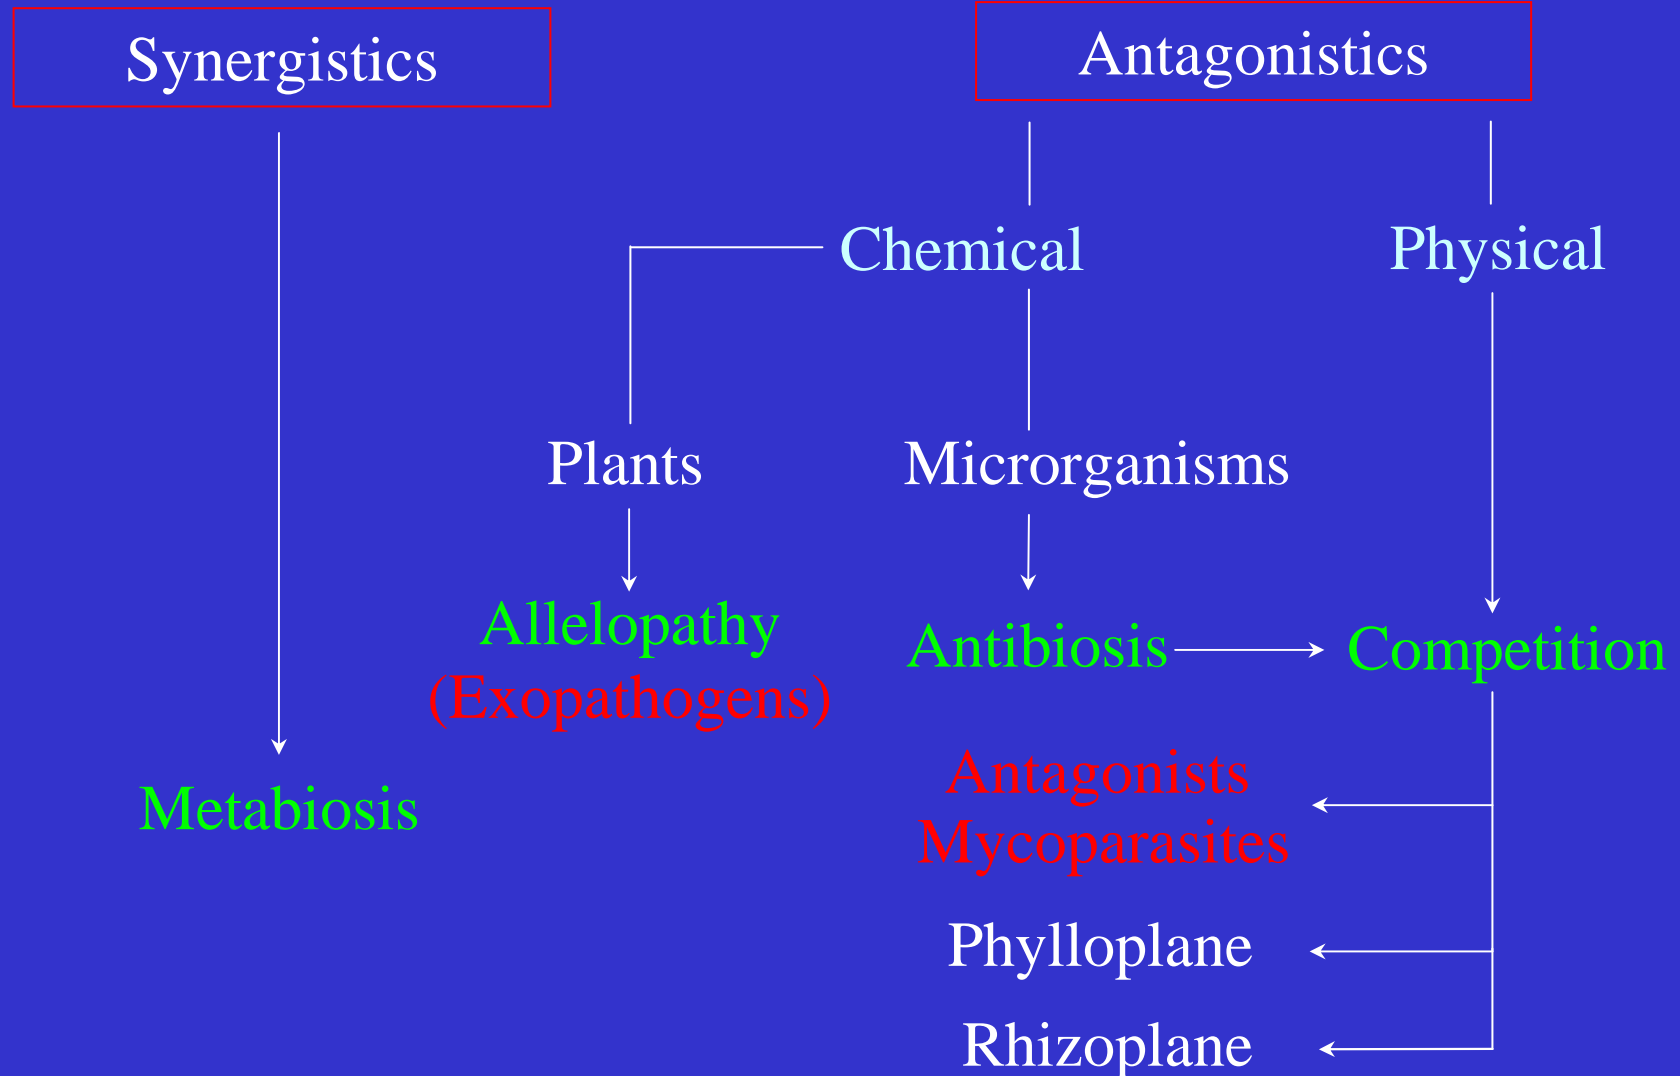 Synergistics
Antagonistics
Chemical
Physical
Plants
Microrganisms
Allelopathy
(Exopathogens)
Antibiosis
Competition
Metabiosis
Antagonists
Mycoparasites
Phylloplane
Rhizoplane